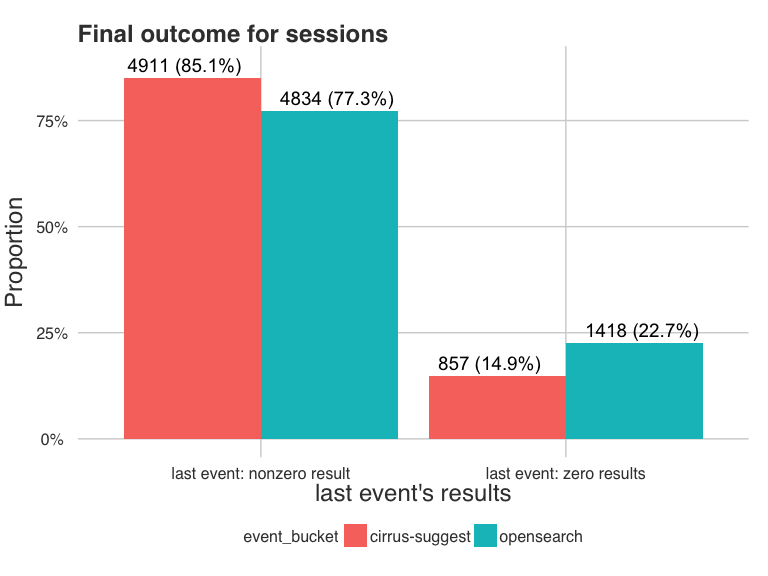 Final outcome for sessions
4911 (85.1%)
4834 (77.3%)
75%
50%
25%
0%
Proportion
1418 (22.7%)
857 (14.9%)
last event: nonzero result
last event: zero results
last event's results
event_bucket cirrus-suggest opensearch